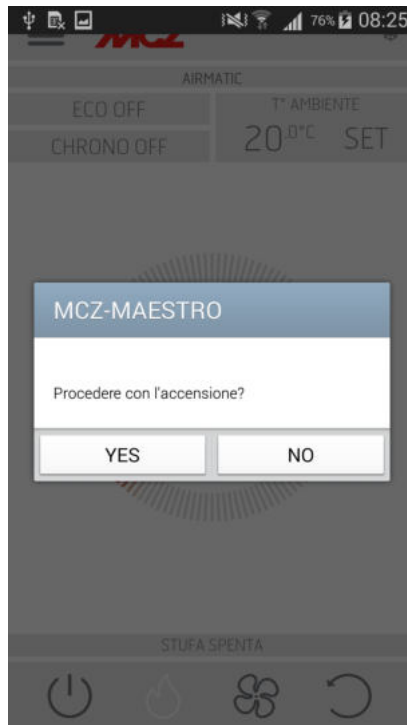 76% 08:25
MCZ
AIRMATIC
ECO OFF
T° AMBIENTE
CHRONO OFF
20.0°C SET
MCZ-MAESTRO
Procedere con l'accensione?
YES NO
STUFA SPENTA